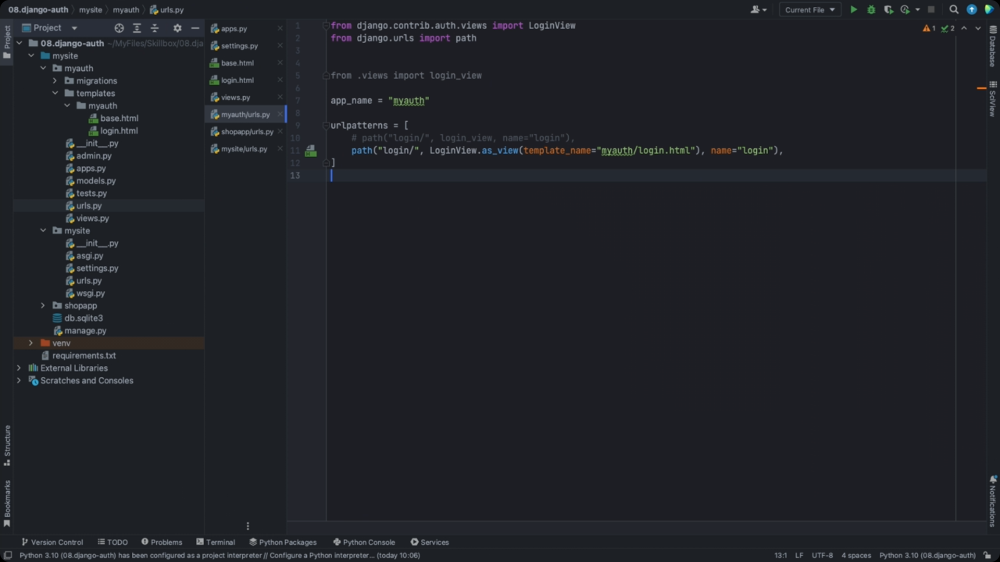 08.django-auth mysite myauth urls.py
Current File
Project
Project
08.django-auth ~/MyFiles/Skillbox/08.dja
mysite
myauth
migrations
templates
myauth
base.html
login.html
__init__.py
admin.py
apps.py
models.py
tests.py
urls.py
views.py
mysite
__init__.py
asgi.py
settings.py
urls.py
wsgi.py
shopapp
db.sqlite3
manage.py
venv
requirements.txt
External Libraries
Scratches and Consoles
Structure
Bookmarks
apps.py
settings.py
base.html
login.html
views.py
myauth/urls.py
shopapp/urls.py
mysite/urls.py
1 from django.contrib.auth.views import LoginView
2 from django.urls import path
3
4
5 from .views import login_view
6
7 app_name = "myauth"
8
9 urlpatterns = [
10 # path("login/", login_view, name="login"),
11 path("login/", LoginView.as_view(template_name="myauth/login.html"), name="login"),
12 ]
13
1 2
Database
SciView
Notifications
Version Control TODO Problems Terminal Python Packages Python Console Services
Python 3.10 (08.django-auth) has been configured as a project interpreter // Configure a Python interpreter... (today 10:06)
13:1 LF UTF-8 4 spaces Python 3.10 (08.django-auth)